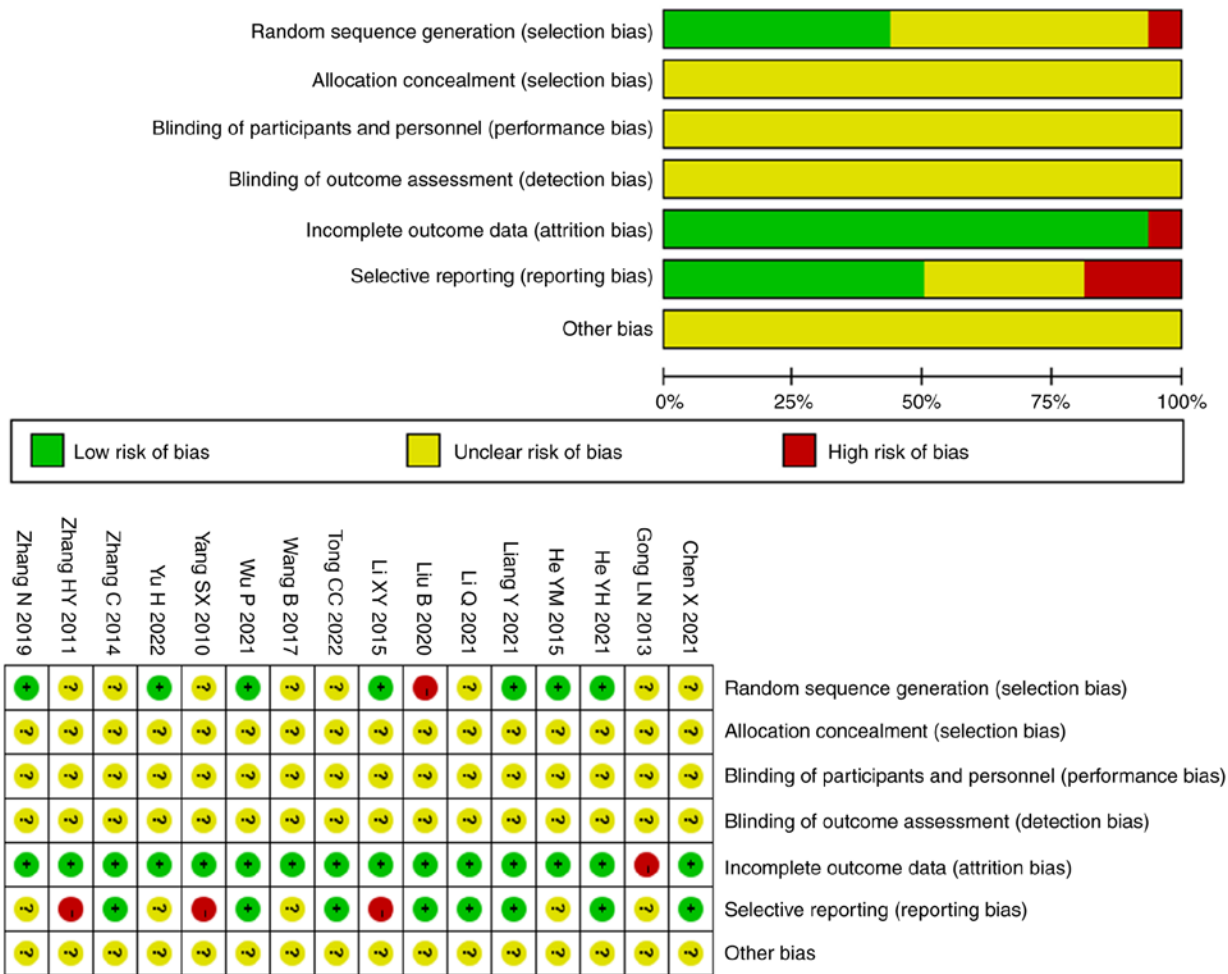 Random sequence generation (selection bias)
Allocation concealment (selection bias)
Blinding of participants and personnel (performance bias)
Blinding of outcome assessment (detection bias)
Incomplete outcome data (attrition bias)
Selective reporting (reporting bias)
Other bias
0% 25% 50% 75% 100%
Low risk of bias Unclear risk of bias High risk of bias
Zhang N 2019
Zhang HY 2011
Zhang C 2014
Yu H 2022
Yang SX 2010
Wu P 2021
Wang B 2017
Tong CC 2022
Li XY 2015
Liu B 2020
Li Q 2021
Liang Y 2021
He YM 2015
He YH 2021
Gong LN 2013
Chen X 2021
+ ? ? + ? + ? ? + - ? + + + ? ? Random sequence generation (selection bias)
? ? ? ? ? ? ? ? ? ? ? ? ? ? ? ? Allocation concealment (selection bias)
? ? ? ? ? ? ? ? ? ? ? ? ? ? ? ? Blinding of participants and personnel (performance bias)
? ? ? ? ? ? ? ? ? ? ? ? ? ? ? ? Blinding of outcome assessment (detection bias)
+ + + + + + + + + + + + + + - + Incomplete outcome data (attrition bias)
? - + ? - + ? + - + + + ? + ? + Selective reporting (reporting bias)
? ? ? ? ? ? ? ? ? ? ? ? ? ? ? ? Other bias